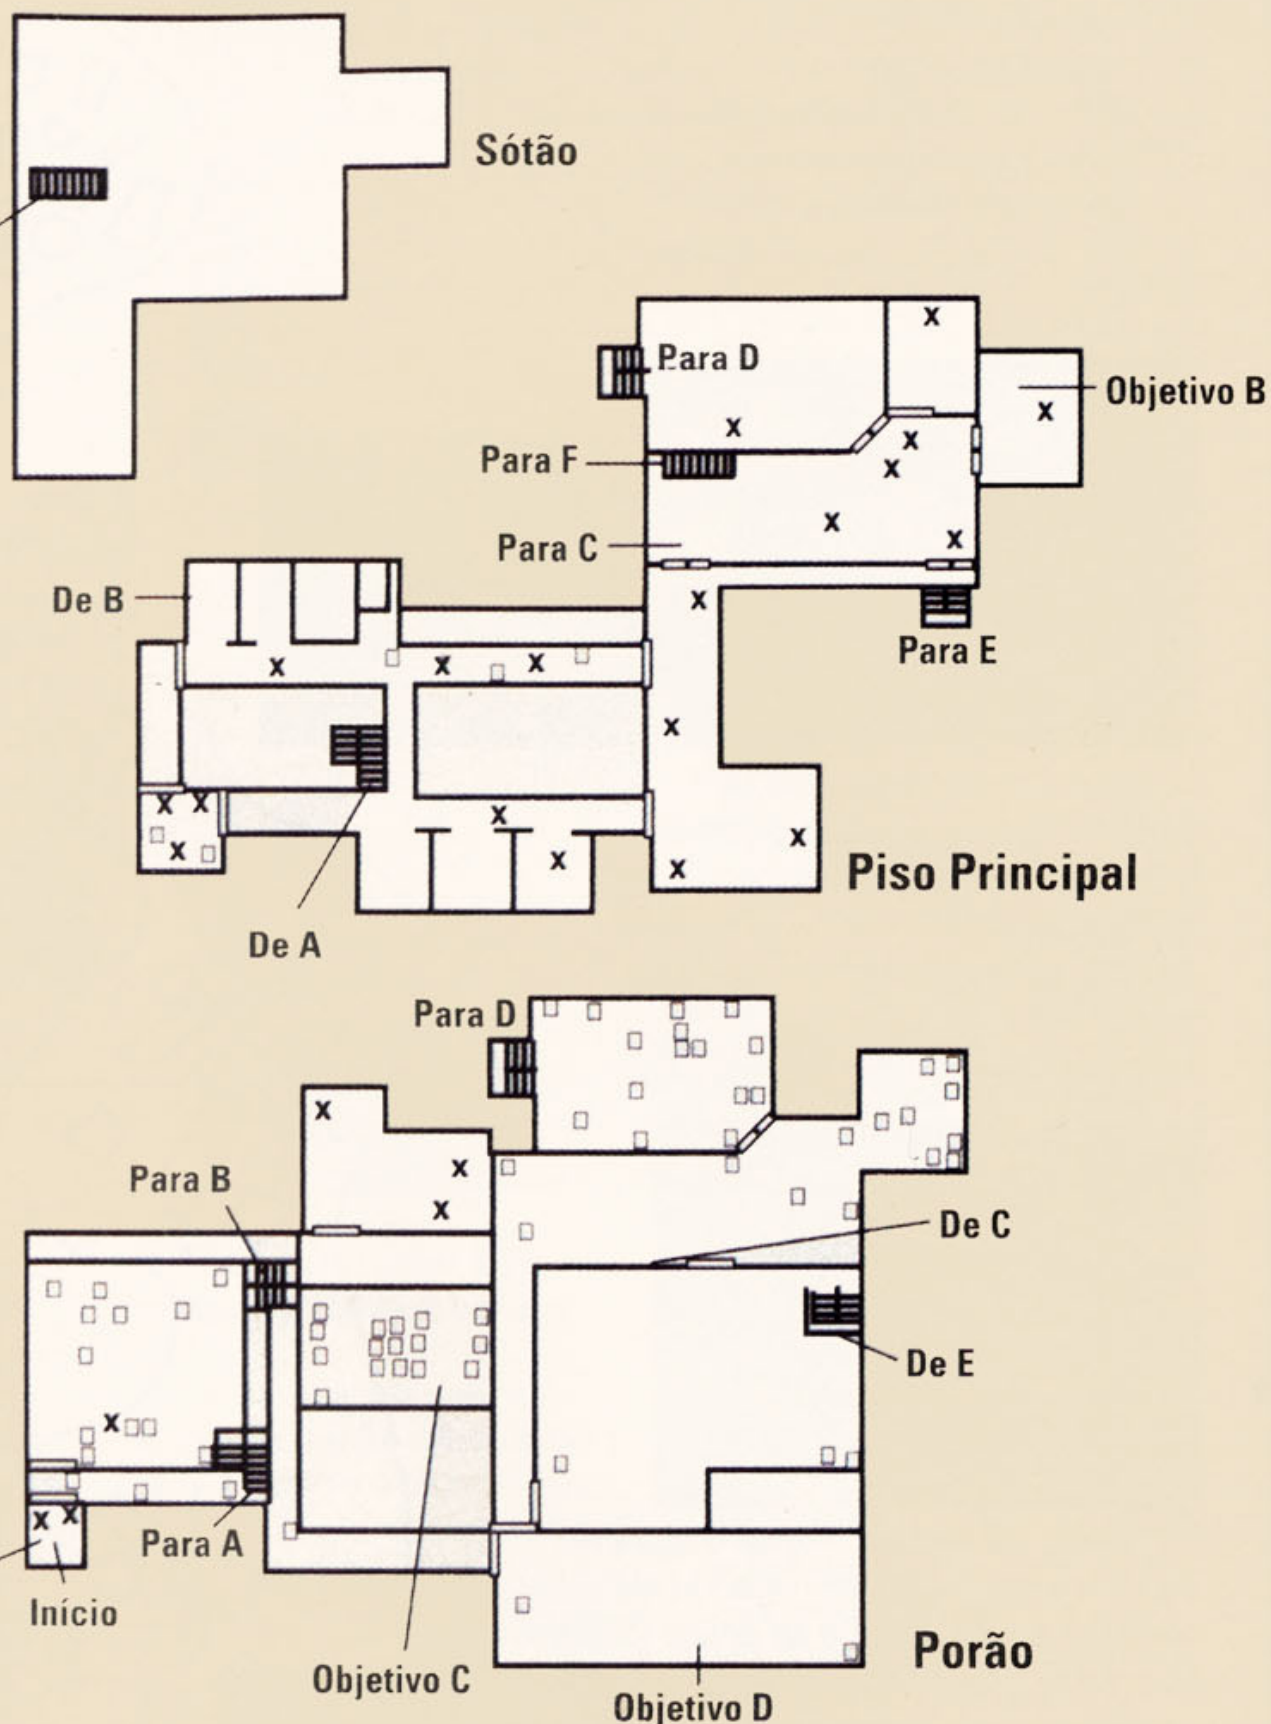 Sótão
Para D
Objetivo B
Para F
Para C
De B
Para E
De A
Piso Principal
Para D
Para B
De C
De E
Para A
Início
Objetivo C
Objetivo D
Porão